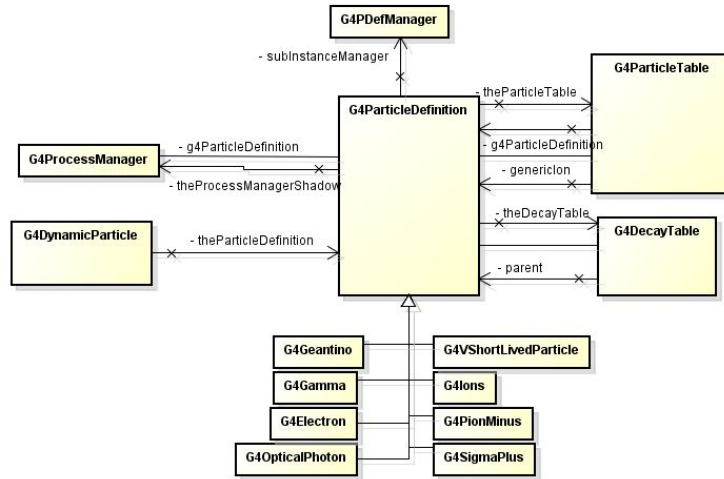 G4PDefManager
- subInstanceManager
G4ParticleDefinition
- theParticleTable
G4ParticleTable
- g4ParticleDefinition
- g4ParticleDefinition
G4ProcessManager
- theProcessManagerShadow
- genericIon
G4DynamicParticle
- theParticleDefinition
- theDecayTable
G4DecayTable
- parent
G4Geantino
G4VShortLivedParticle
G4Gamma
G4Ions
G4Electron
G4PionMinus
G4OpticalPhoton
G4SigmaPlus